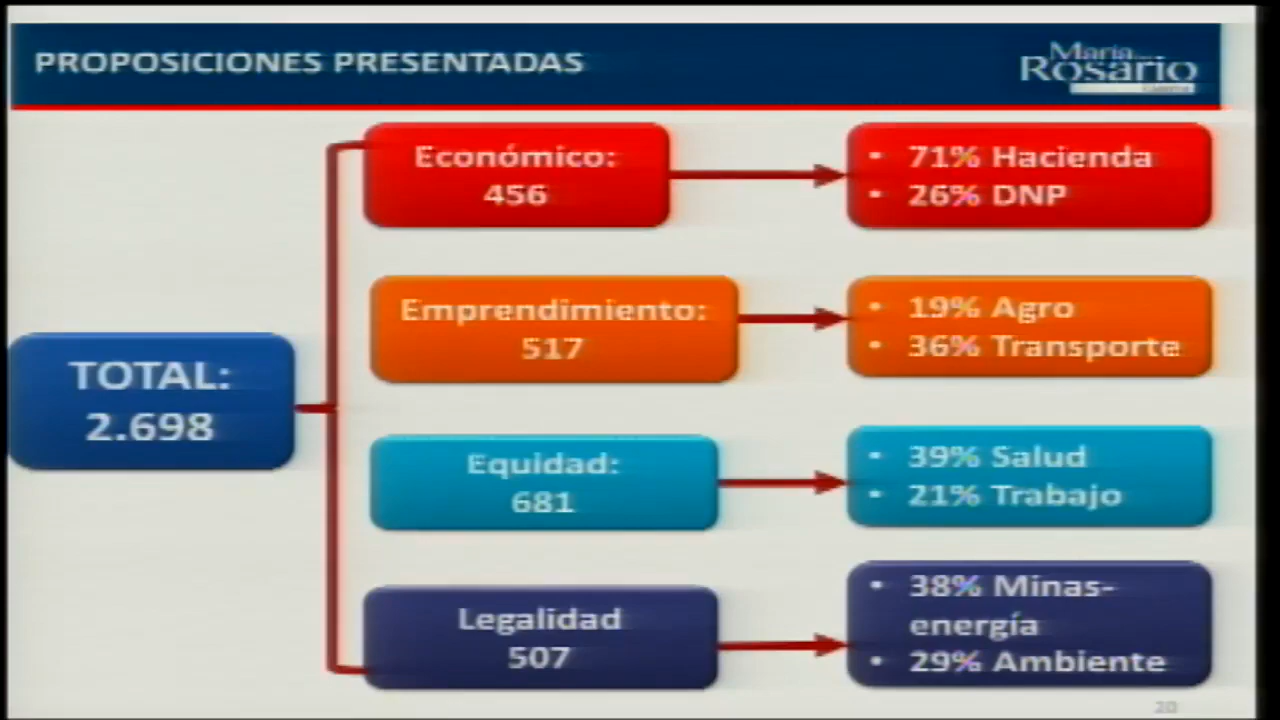 PROPOSICIONES PRESENTADAS
María
Rosario
Económico:
456
• 71% Hacienda
• 26% DNP
Emprendimiento:
517
• 19% Agro
• 36% Transporte
TOTAL:
2.698
Equidad:
681
• 39% Salud
• 21% Trabajo
Legalidad
507
• 38% Minas-
energía
• 29% Ambiente
20